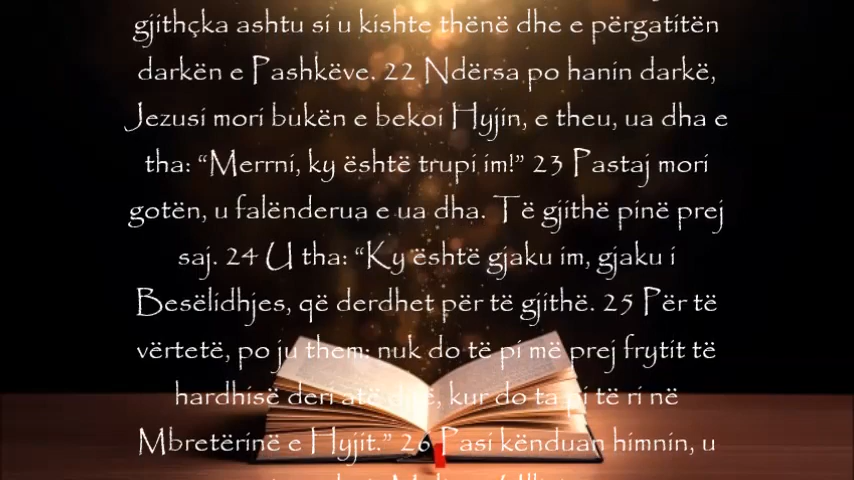 gjithçka ashtu si u kishte thënë dhe e përgatitën
darkën e Pashkëve. 22 Ndërsa po hanin darkë,
Jezusi mori bukën e bekoi Hyjin, e theu, ua dha e
tha: “Merrni, ky është trupi im!” 23 Pastaj mori
gotën, u falënderua e ua dha. Të gjithë pinë prej
saj. 24 U tha: “Ky është gjaku im, gjaku i
Besëlidhjes, që derdhet për të gjithë. 25 Për të
vërtetë, po ju them: nuk do të pi më prej frytit të
hardhisë deri atë ditë, kur do ta pi të ri në
Mbretërinë e Hyjit.” 26 Pasi kënduan himnin, u